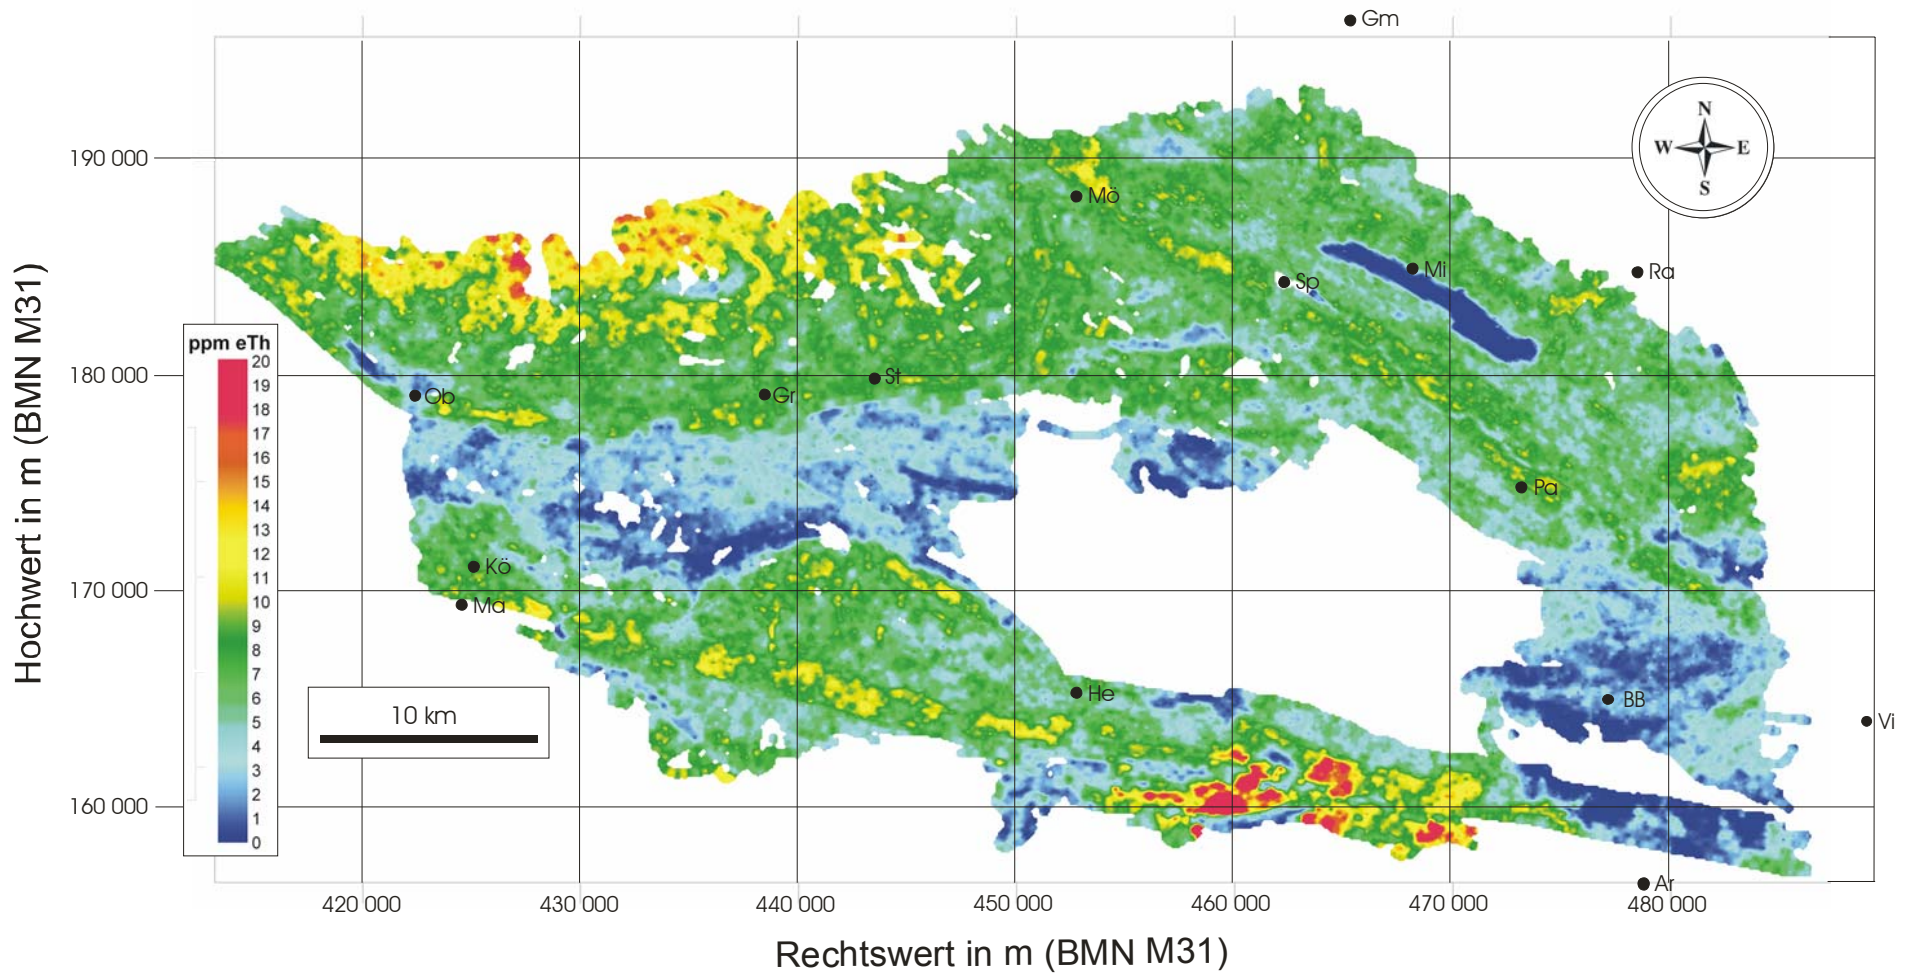 Gm
N
W E
S
190 000
Mö
Mi
Ra
Sp
Hochwert in m (BMN M31)
ppm eTh
20
19
18
17
16
15
14
13
12
11
10
9
8
7
6
5
4
3
2
1
0
180 000
St
Ob
Gr
Pa
Kö
170 000
Ma
He
BB
10 km
Vi
160 000
Ar
420 000 430 000 440 000 450 000 460 000 470 000 480 000
Rechtswert in m (BMN M31)